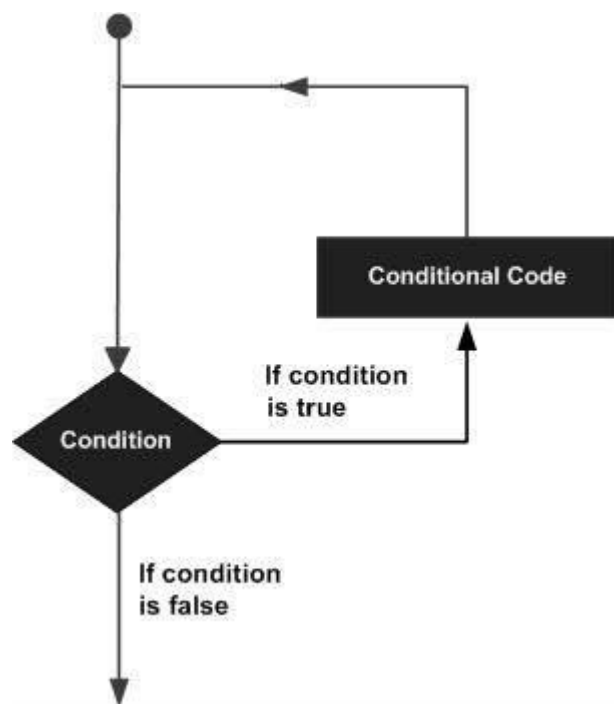 Conditional Code
If condition
is true
Condition
If condition
is false